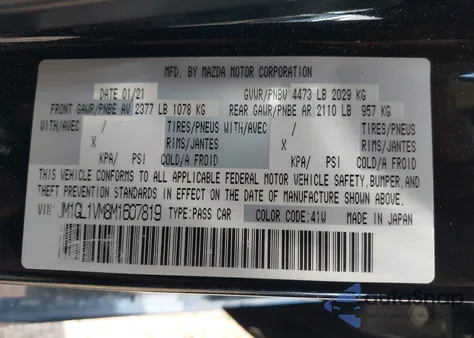 MFD. BY MAZDA MOTOR CORPORATION
DATE 01/21 GVWR/PNBV 4473 LB 2029 KG
FRONT GAWR/PNBE AV 2377 LB 1078 KG REAR GAWR/PNBE AR 2110 LB 957 KG
WITH/AVEC / TIRES/PNEUS WITH/AVEC / TIRES/PNEUS
X RIMS/JANTES X RIMS/JANTES
KPA/ PSI COLD/A FROID KPA/ PSI COLD/A FROID
THIS VEHICLE CONFORMS TO ALL APPLICABLE FEDERAL MOTOR VEHICLE SAFETY, BUMPER, AND
THEFT PREVENTION STANDARDS IN EFFECT ON THE DATE OF MANUFACTURE SHOWN ABOVE.
VIN: JM1GL1VM8M1607819 TYPE: PASS CAR COLOR CODE: 41W MADE IN JAPAN
AutoSnap